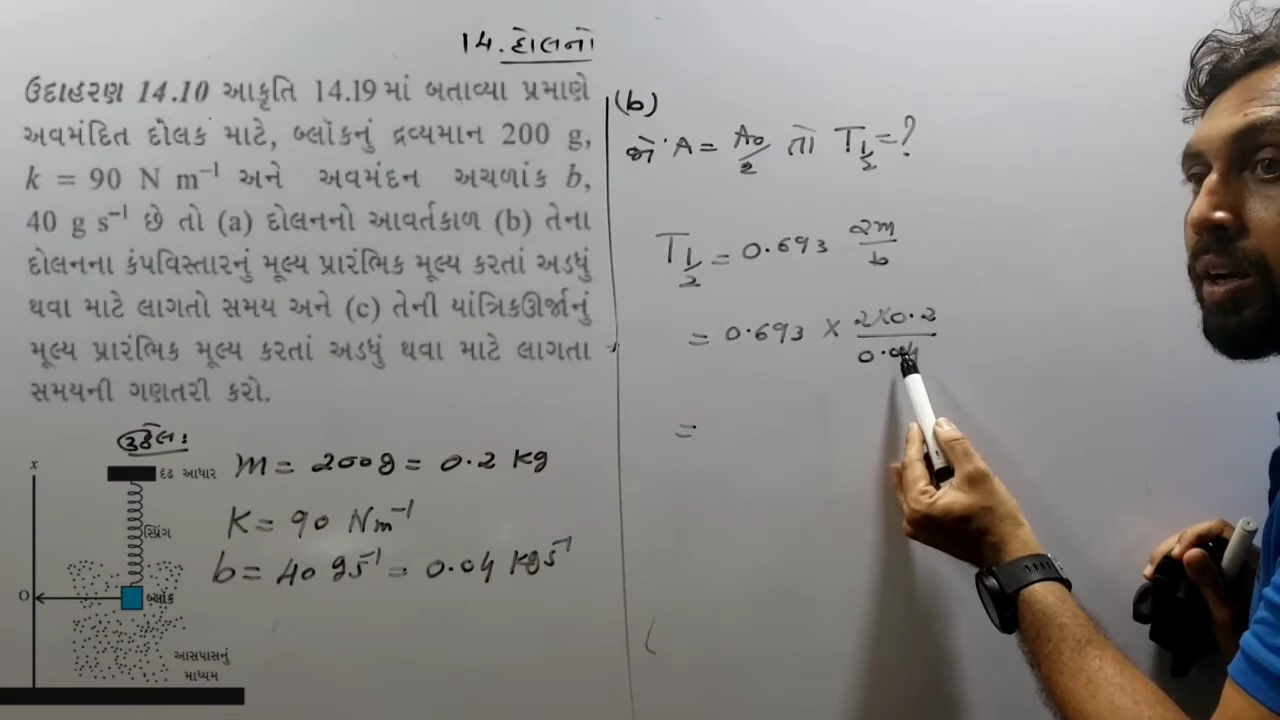 14. દોલનો
ઉદાહરણ 14.10 આકૃતિ 14.19 માં બતાવ્યા પ્રમાણે
અવમંદિત દોલક માટે, બ્લૉકનું દ્રવ્યમાન 200 g,
k = 90 N m⁻¹ અને અવમંદન અચળાંક b,
40 g s⁻¹ છે તો (a) દોલનનો આવર્તકાળ (b) તેના
દોલનના કંપવિસ્તારનું મૂલ્ય પ્રારંભિક મૂલ્ય કરતાં અડધું
થવા માટે લાગતો સમય અને (c) તેની યાંત્રિકઊર્જાનું
મૂલ્ય પ્રારંભિક મૂલ્ય કરતાં અડધું થવા માટે લાગતા
સમયની ગણતરી કરો.
ઉકેલ:
m = 200g = 0.2 kg
K = 90 Nm⁻¹
b = 40 gs⁻¹ = 0.04 kgs⁻¹
x
દૃઢ આધાર
સ્પ્રિંગ
O
બ્લૉક
આસપાસનું
માધ્યમ
(b)
જો A = A₀/2 તો T½ = ?
T½ = 0.693 2m/b
= 0.693 × 2×0.2/0.04
=